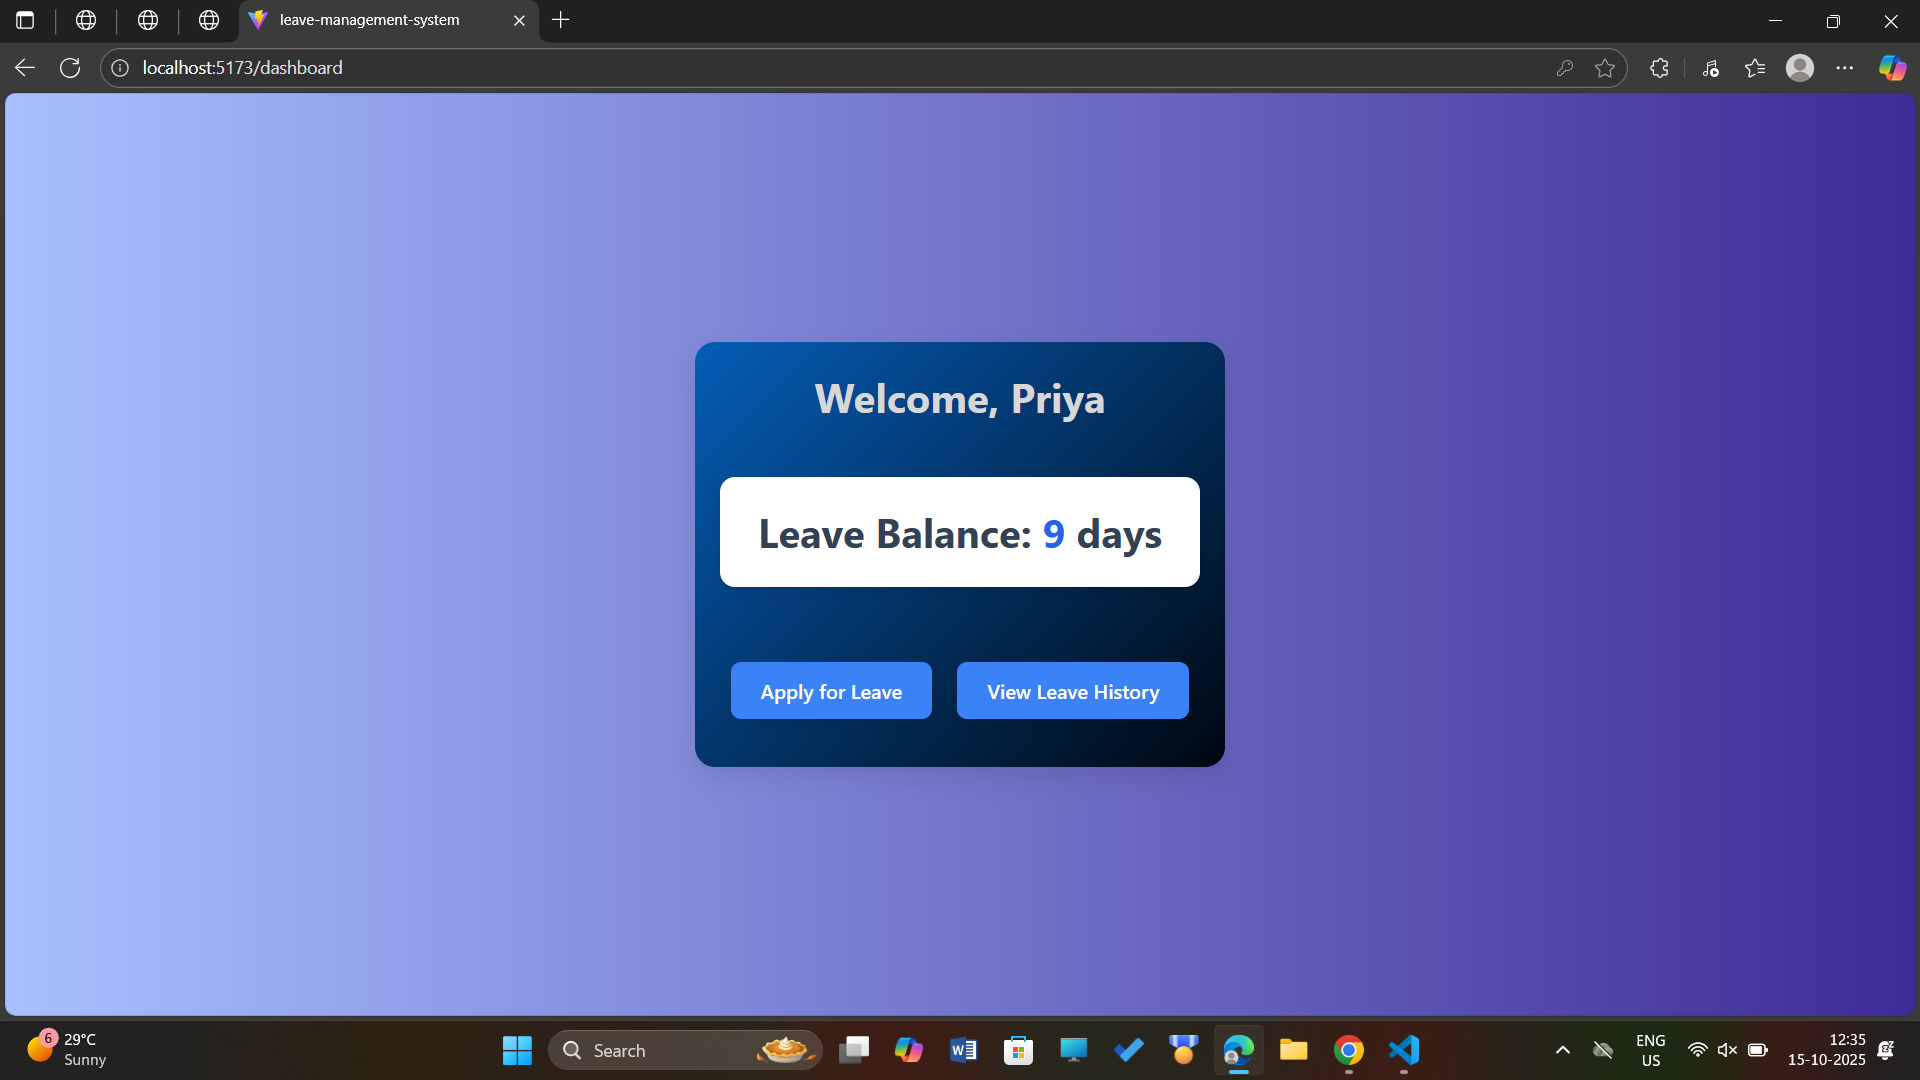 leave-management-system
localhost:5173/dashboard
Welcome, Priya
Leave Balance: 9 days
Apply for Leave
View Leave History
6
29°C
Sunny
Search
W
ENG
US
12:35
15-10-2025